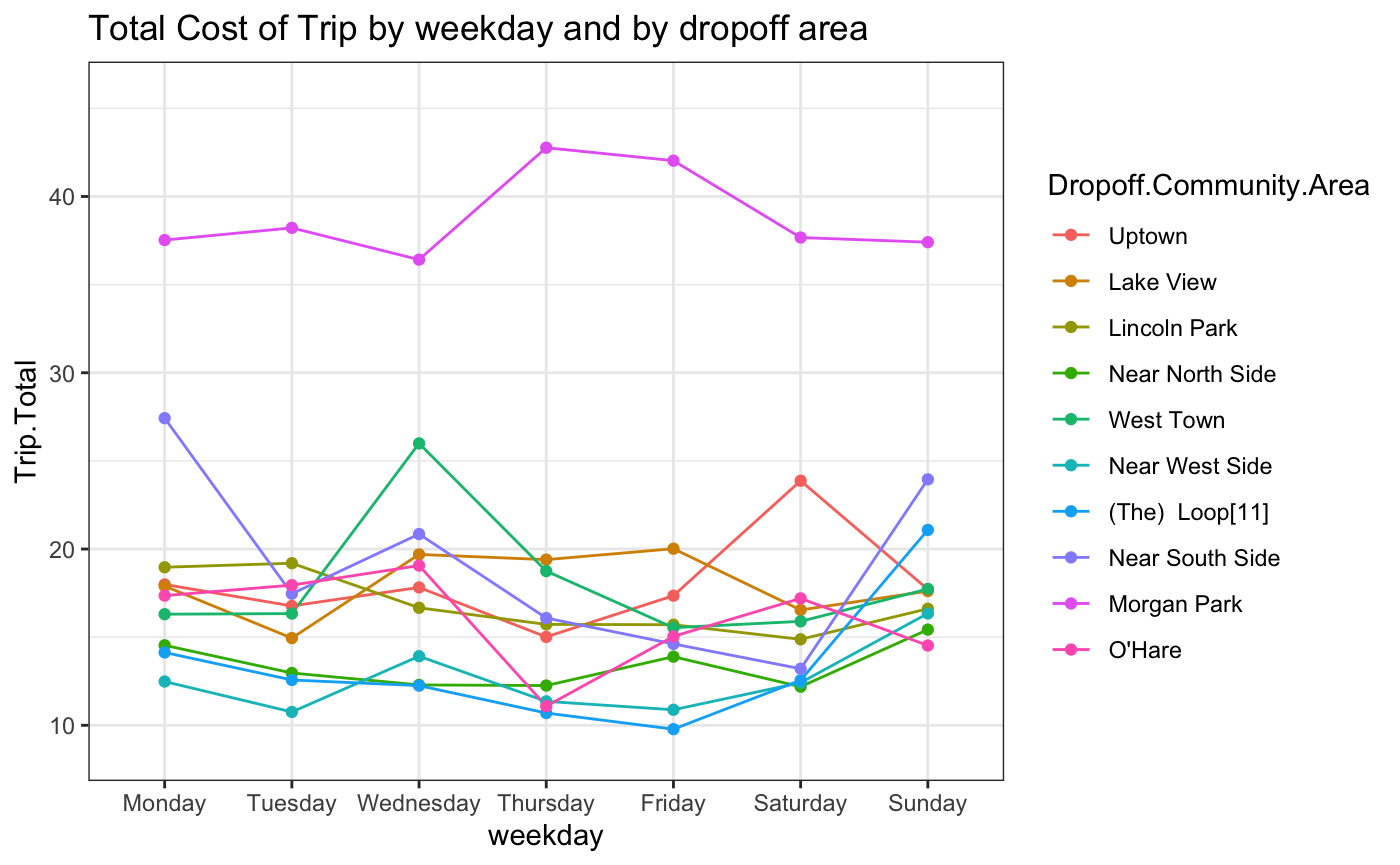 Total Cost of Trip by weekday and by dropoff area
Trip.Total
40
30
20
10
Monday Tuesday Wednesday Thursday Friday Saturday Sunday
weekday
Dropoff.Community.Area
Uptown
Lake View
Lincoln Park
Near North Side
West Town
Near West Side
(The)  Loop[11]
Near South Side
Morgan Park
O'Hare